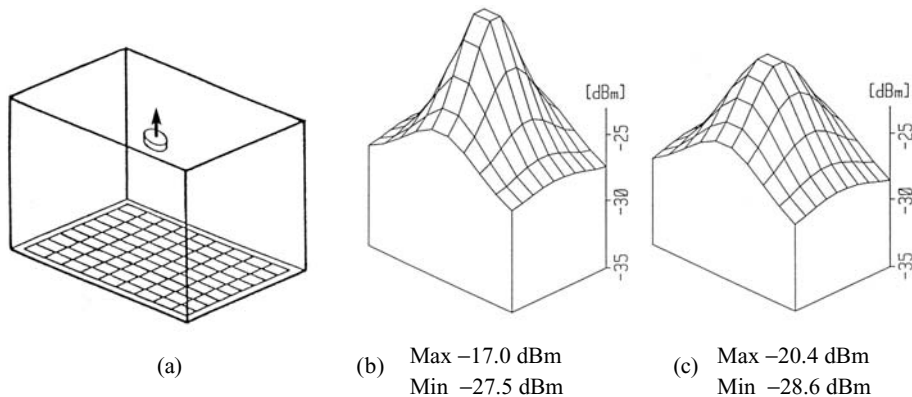 [dBm]
-25
-30
-35
[dBm]
-25
-30
-35
(a)
(b)
Max −17.0 dBm
Min −27.5 dBm
(c)
Max −20.4 dBm
Min −28.6 dBm